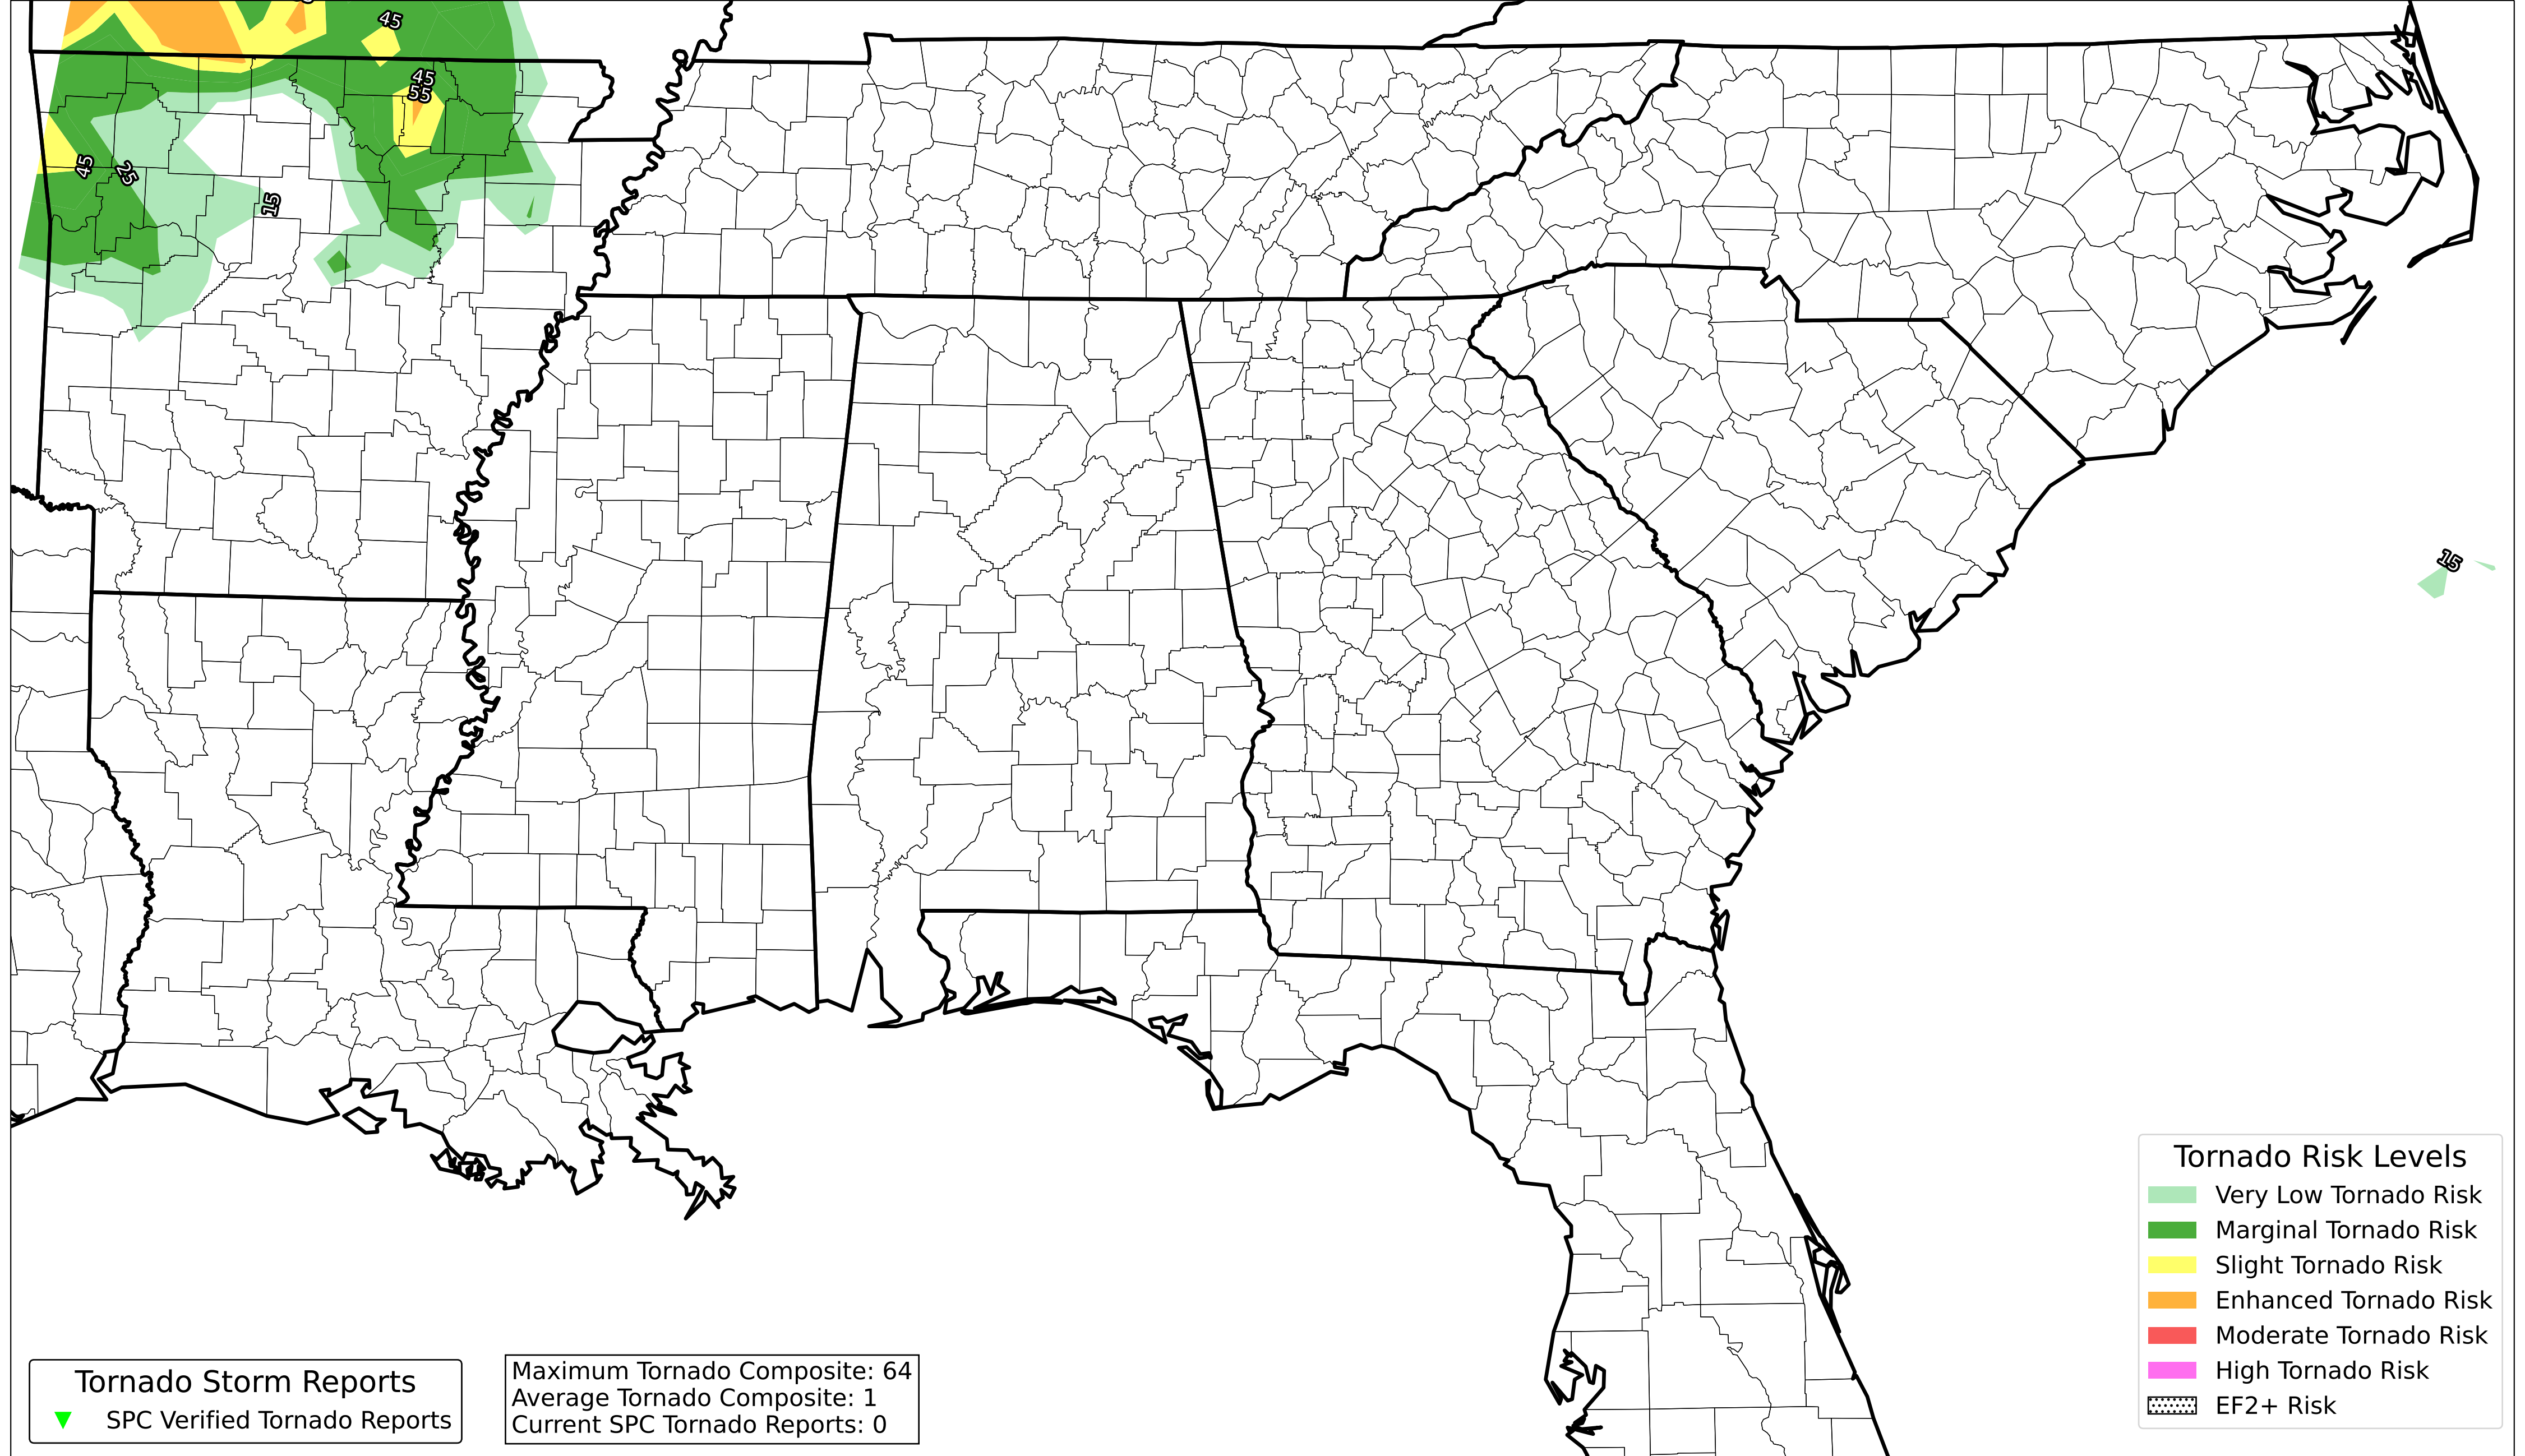 45
45
55
45
25
15
15
Tornado Risk Levels
Very Low Tornado Risk
Marginal Tornado Risk
Slight Tornado Risk
Enhanced Tornado Risk
Moderate Tornado Risk
High Tornado Risk
EF2+ Risk
Tornado Storm Reports
SPC Verified Tornado Reports
Maximum Tornado Composite: 64
Average Tornado Composite: 1
Current SPC Tornado Reports: 0